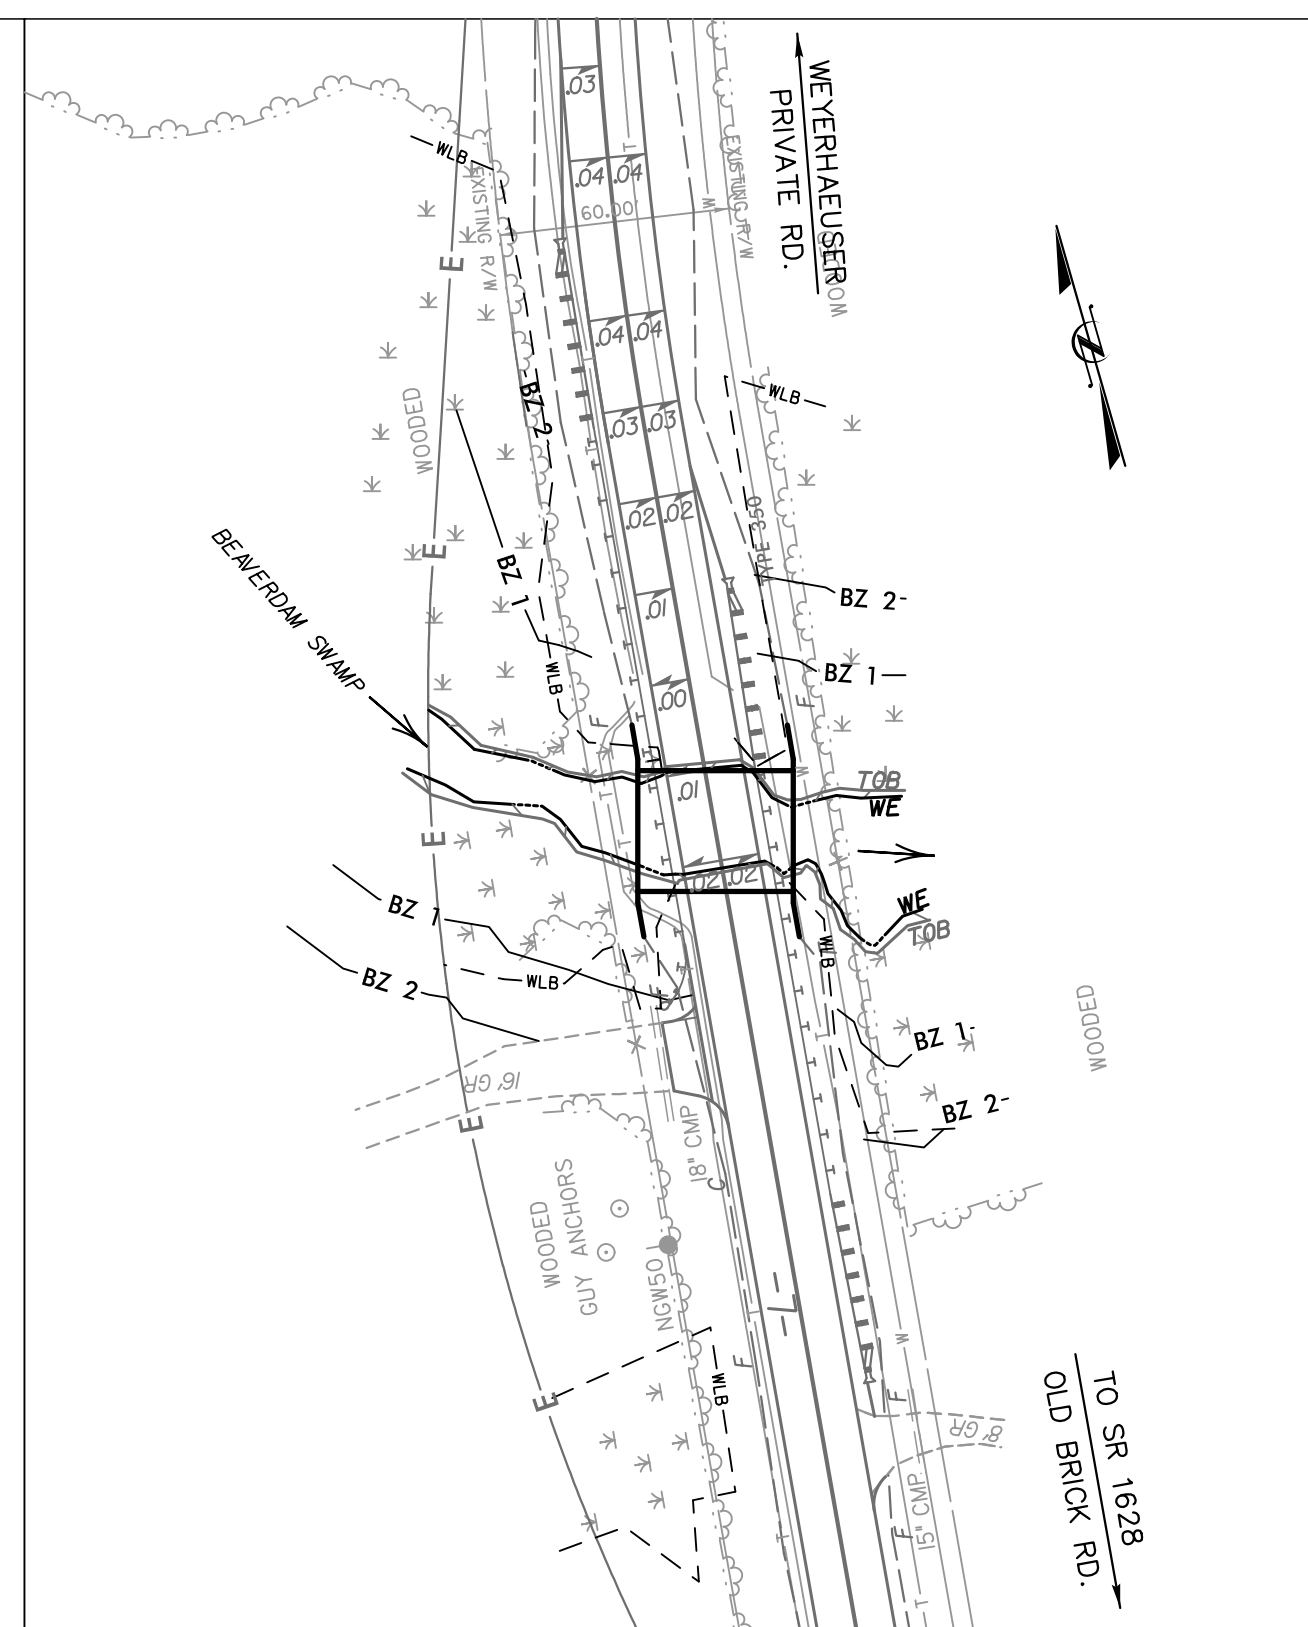 .03
WLB
EXISTING R/W
EXISTING R/W
WEYERHAEUSER
PRIVATE RD.
.04
.04
60.00'
W
T
WOODED
E
.04
.04
BZ 2
WOODED
WLB
.03
.03
E
.02
.02
TYPE 350
BZ 1
BEAVERDAM SWAMP
.01
BZ 2
WLB
BZ 1
.00
F
F
W
T
TOB
WE
.01
E
.02
.02
BZ 1
WE
TOB
WLB
BZ 2
WLB
WOODED
BZ 1
16' GR
E
BZ 2
18" CMP
C
WOODED
GUY ANCHORS
NGW50
F
W
WLB
E
F
8' GR
TO SR 1628
OLD BRICK RD.
15" CMP
F
T